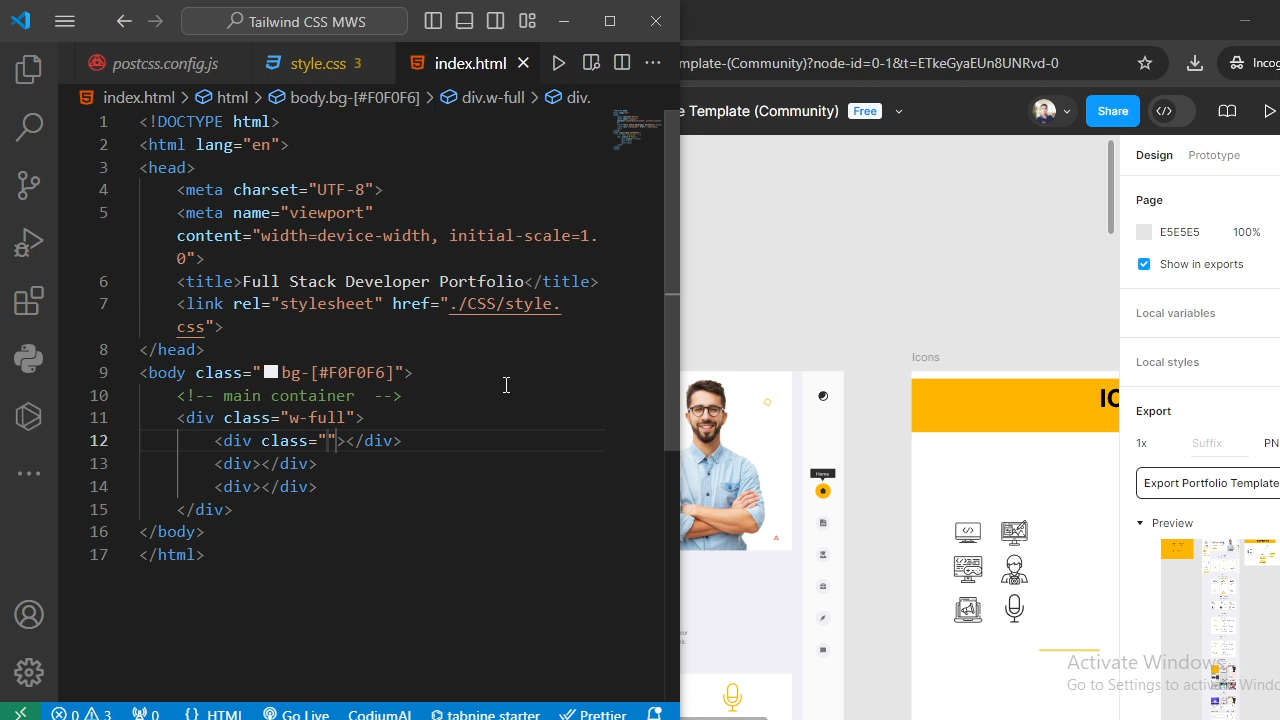 Tailwind CSS MWS
postcss.config.js
style.css 3
index.html
index.html > html > body.bg-[#F0F0F6] > div.w-full > div.
1 <!DOCTYPE html>
2 <html lang="en">
3 <head>
4 <meta charset="UTF-8">
5 <meta name="viewport"
content="width=device-width, initial-scale=1.
0">
6 <title>Full Stack Developer Portfolio</title>
7 <link rel="stylesheet" href="./CSS/style.
css">
8 </head>
9 <body class="bg-[#F0F0F6]">
10 <!-- main container -->
11 <div class="w-full">
12 <div class=""></div>
13 <div></div>
14 <div></div>
15 </div>
16 </body>
17 </html>
0 3 0 {} HTML Go Live CodiumAI tabnine starter Prettier
mplate-(Community)?node-id=0-1&t=ETkeGyaEUn8UNRvd-0
Incog
e Template (Community) Free
Share
Design Prototype
Page
E5E5E5 100%
Show in exports
Local variables
Local styles
Export
1x Suffix PN
Export Portfolio Template
Preview
Icons
IC
Home
Activate Windows
Go to Settings to activate Windo